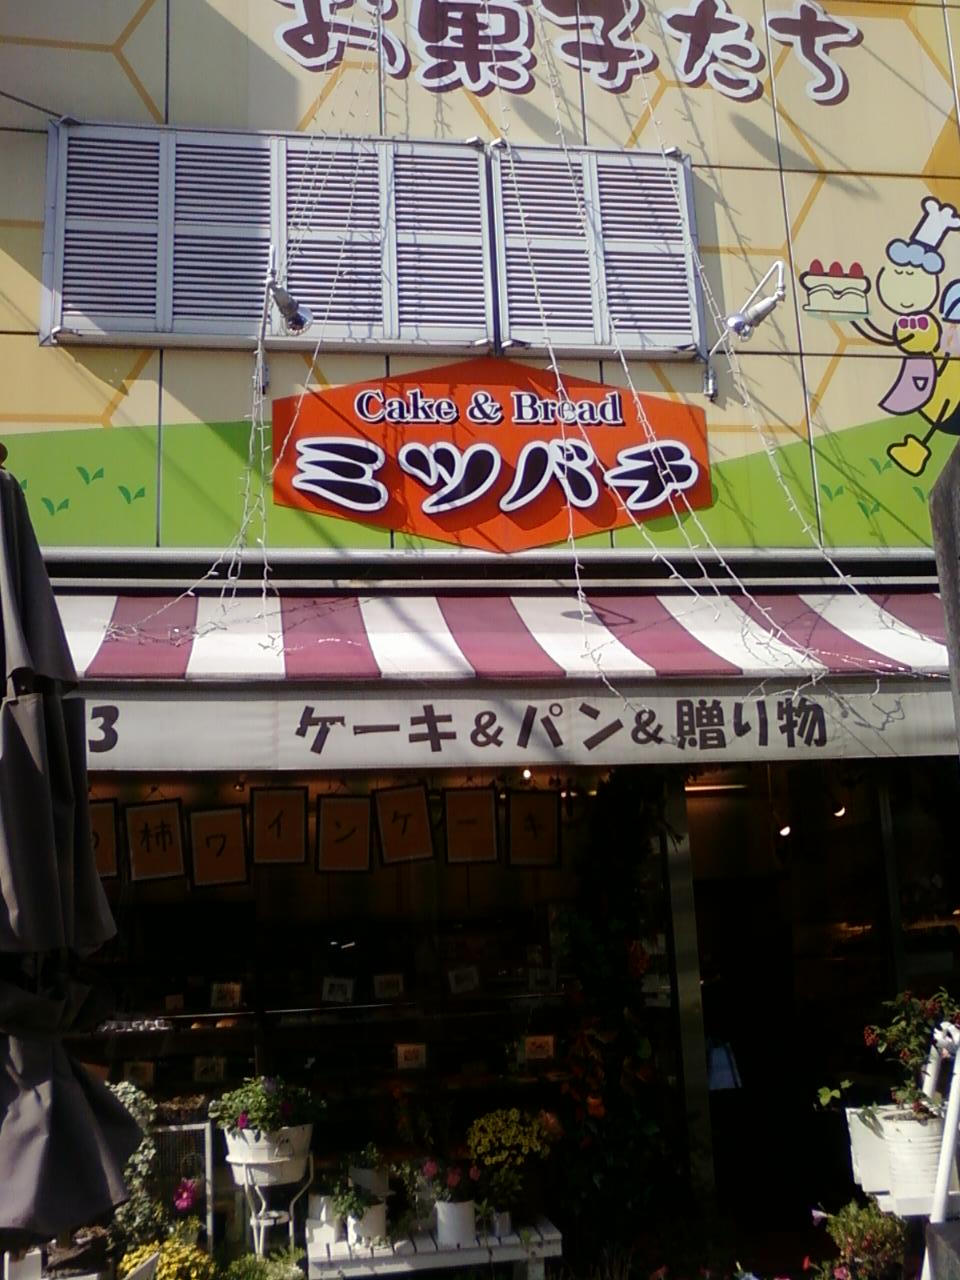 お菓子たち
Cake & Bread
ミツバチ
3
ケーキ&パン&贈り物
柿ワインケーキ